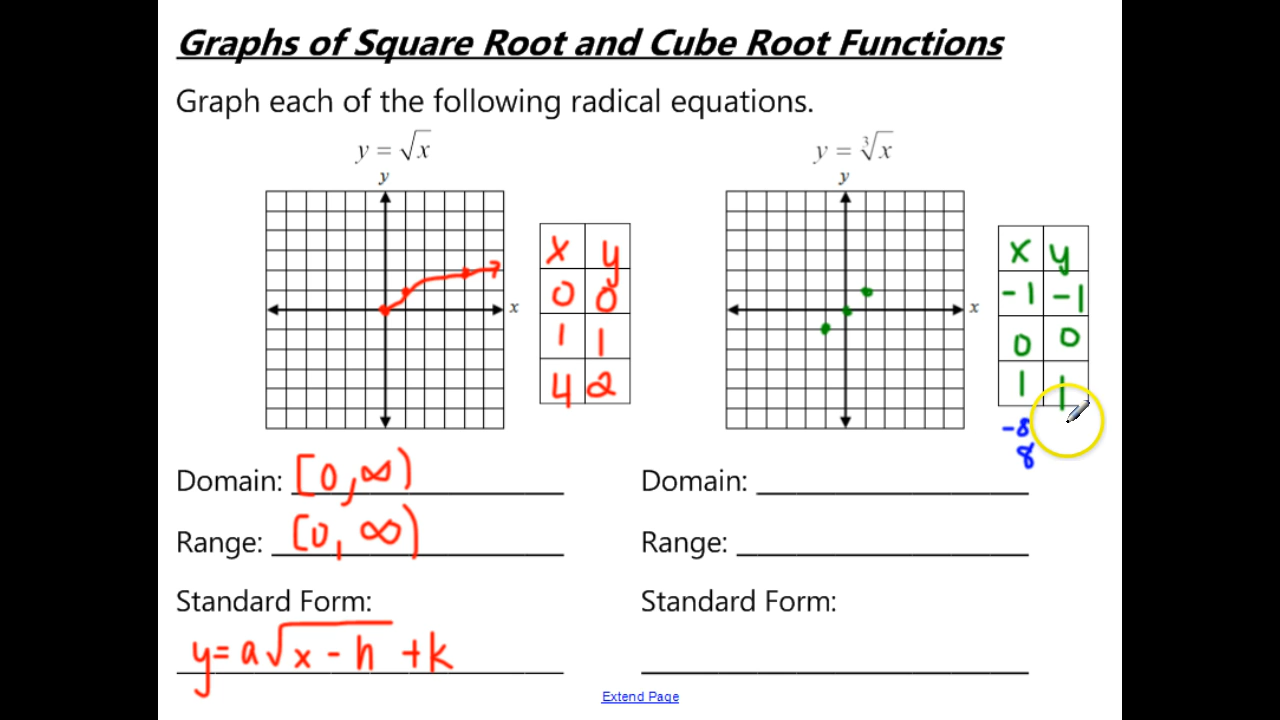 Graphs of Square Root and Cube Root Functions
Graph each of the following radical equations.
y = √x
y
x
x y
0 0
1 1
4 2
Domain: [0, ∞)
Range: [0, ∞)
Standard Form:
y = a√x - h + k
y = ∛x
y
x
x y
-1 -1
0 0
1 1
-8
8
Domain:
Range:
Standard Form:
Extend Page